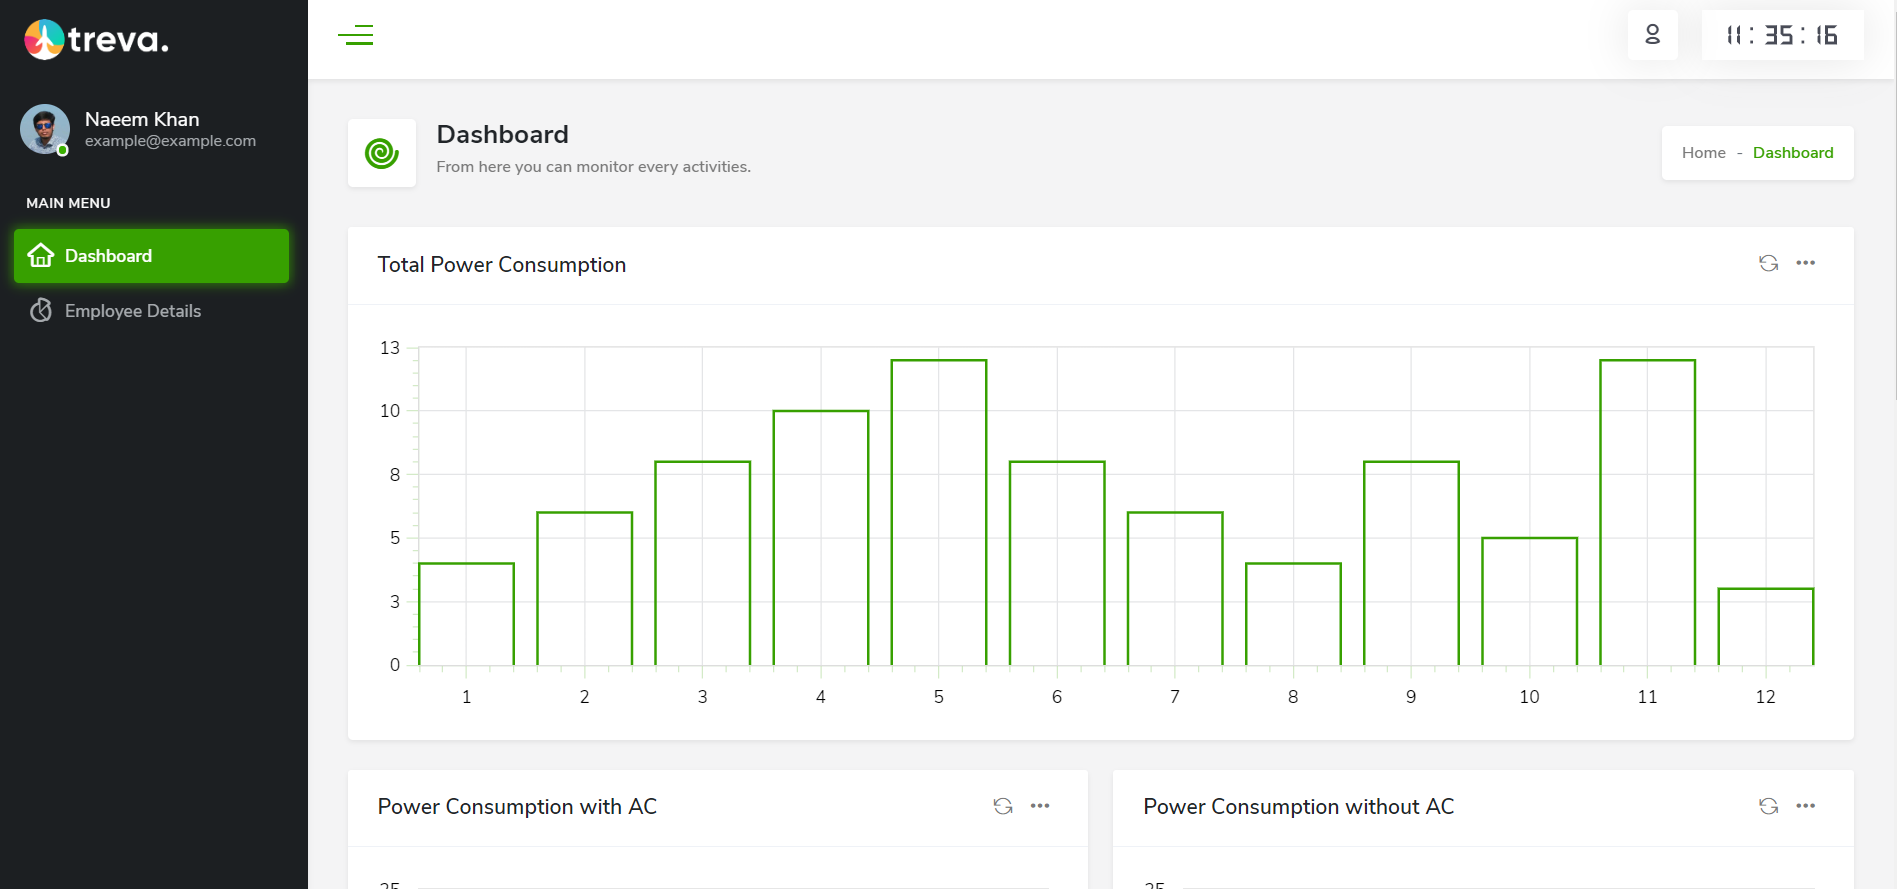 treva.
Naeem Khan
example@example.com
MAIN MENU
Dashboard
Employee Details
11: 35: 16
Dashboard
From here you can monitor every activities.
Home - Dashboard
Total Power Consumption
13
10
8
5
3
0
1 2 3 4 5 6 7 8 9 10 11 12
Power Consumption with AC
Power Consumption without AC